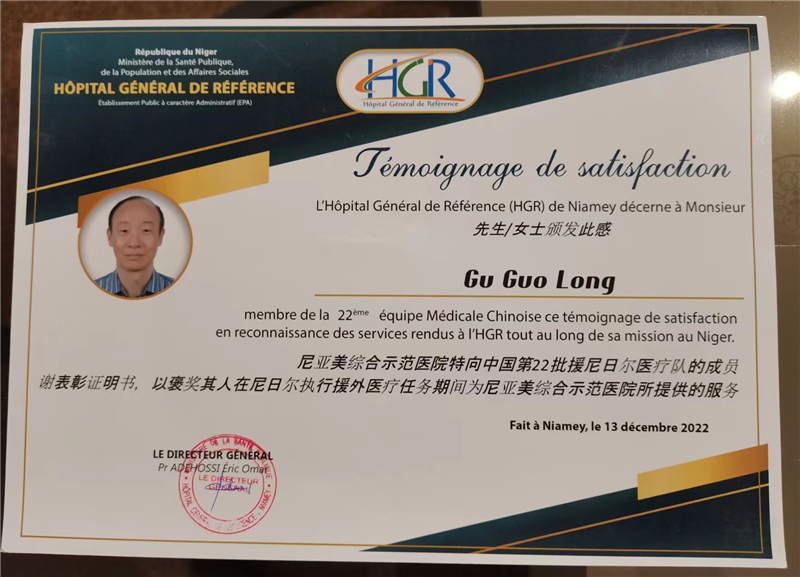 République du Niger
Ministère de la Santé Publique,
de la Population et des Affaires Sociales
HÔPITAL GÉNÉRAL DE RÉFÉRENCE
Établissement Public à caractère Administratif (EPA)
HGR
Hôpital Général de Référence
Témoignage de satisfaction
L'Hôpital Général de Référence (HGR) de Niamey décerne à Monsieur
先生/女士颁发此感
Gu Guo Long
membre de la 22ème équipe Médicale Chinoise ce témoignage de satisfaction
en reconnaissance des services rendus à l'HGR tout au long de sa mission au Niger.
尼亚美综合示范医院特向中国第22批援尼日尔医疗队的成员
谢表彰证明书，以褒奖其人在尼日尔执行援外医疗任务期间为尼亚美综合示范医院所提供的服务
Fait à Niamey, le 13 décembre 2022
LE DIRECTEUR GÉNÉRAL
Pr ADEHOSSI Éric Omar
LE DIRECTEUR